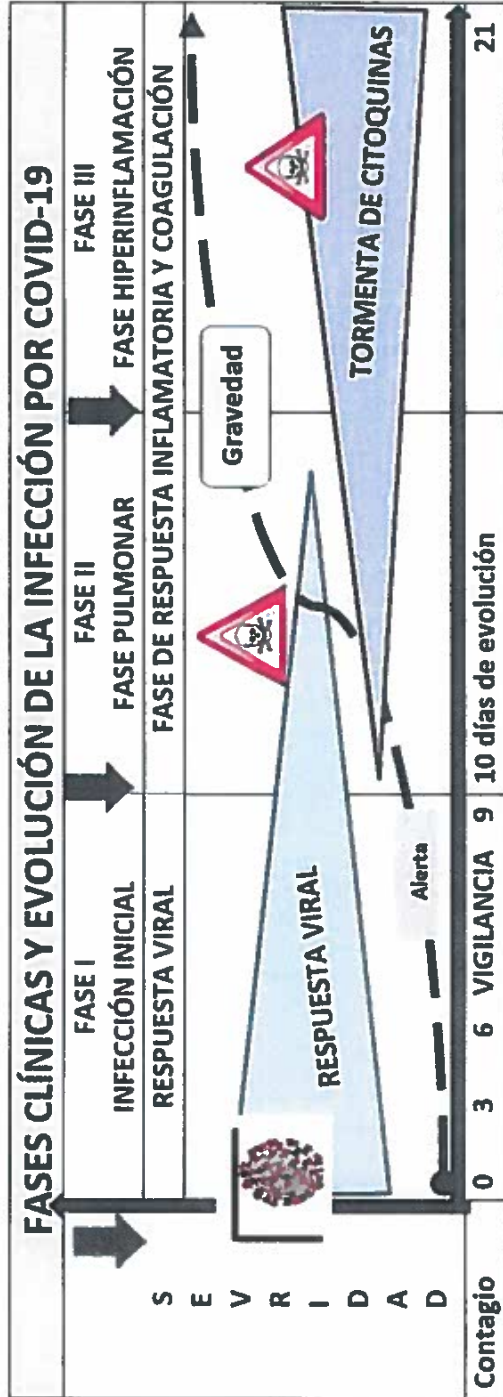 FASES CLÍNICAS Y EVOLUCIÓN DE LA INFECCIÓN POR COVID-19
FASE I
INFECCIÓN INICIAL
FASE II
FASE PULMONAR
FASE III
FASE HIPERINFLAMACIÓN
RESPUESTA VIRAL
FASE DE RESPUESTA INFLAMATORIA Y COAGULACIÓN
S
E
V
R
I
D
A
D
Gravedad
RESPUESTA VIRAL
TORMENTA DE CITOQUINAS
Alerta
Contagio 0 3 6 VIGILANCIA 9 10 días de evolución 21